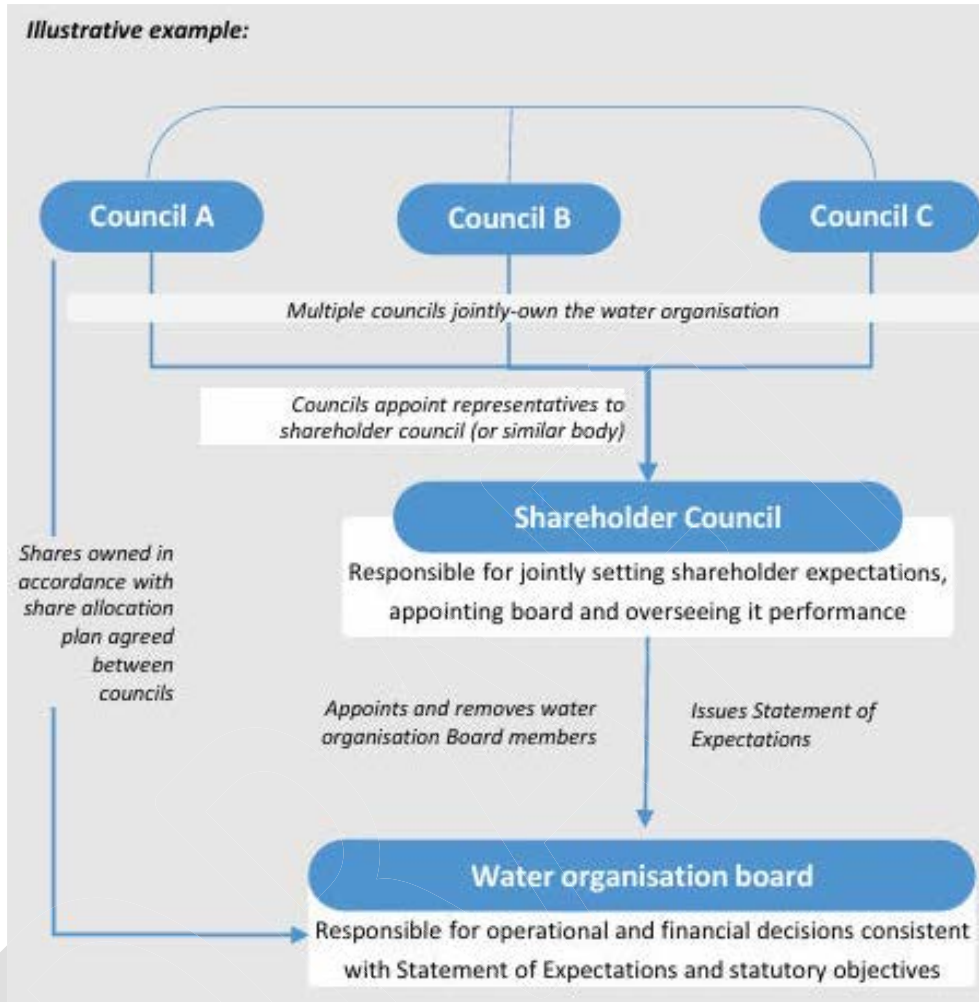 Illustrative example:
Council A
Council B
Council C
Multiple councils jointly-own the water organisation
Councils appoint representatives to
shareholder council (or similar body)
Shareholder Council
Responsible for jointly setting shareholder expectations,
appointing board and overseeing it performance
Shares owned in
accordance with
share allocation
plan agreed
between
councils
Appoints and removes water
organisation Board members
Issues Statement of
Expectations
Water organisation board
Responsible for operational and financial decisions consistent
with Statement of Expectations and statutory objectives